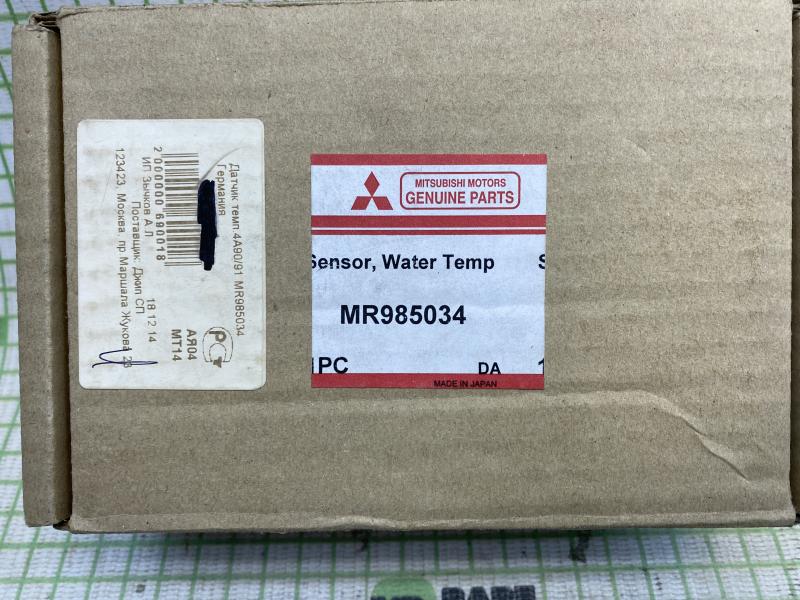 Датчик темп.4А90/91 MR985034
Германия
2 000000 690018
18.12.14
АЯ04
МТ14
Поставщик: Джип СП
ИП Зычков А.Л
123423, Москва, пр Маршала Жукова
MITSUBISHI MOTORS
GENUINE PARTS
Sensor, Water Temp S
MR985034
1PC DA 1
MADE IN JAPAN